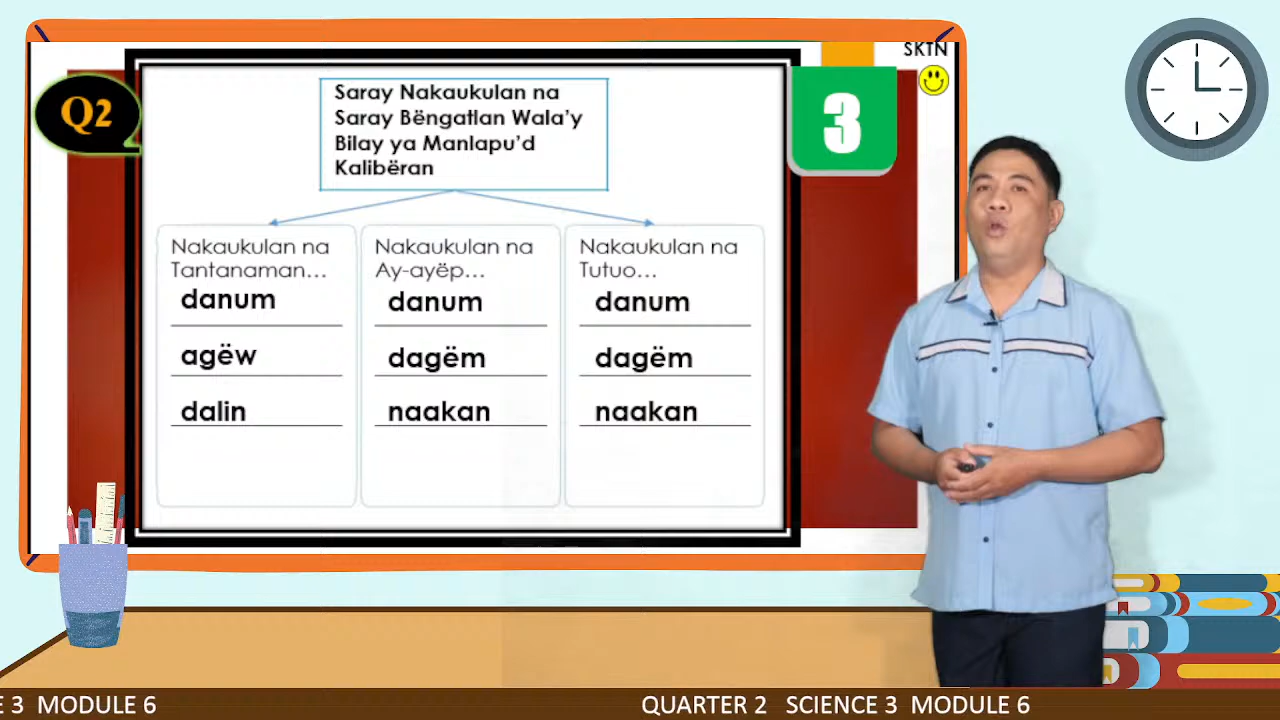 SKTN
Q2
3
Saray Nakaukulan na
Saray Bëngatlan Wala'y
Bilay ya Manlapu'd
Kalibëran
Nakaukulan na
Tantanaman...
danum
agëw
dalin
Nakaukulan na
Ay-ayëp...
danum
dagëm
naakan
Nakaukulan na
Tutuo...
danum
dagëm
naakan
E 3 MODULE 6
QUARTER 2 SCIENCE 3 MODULE 6